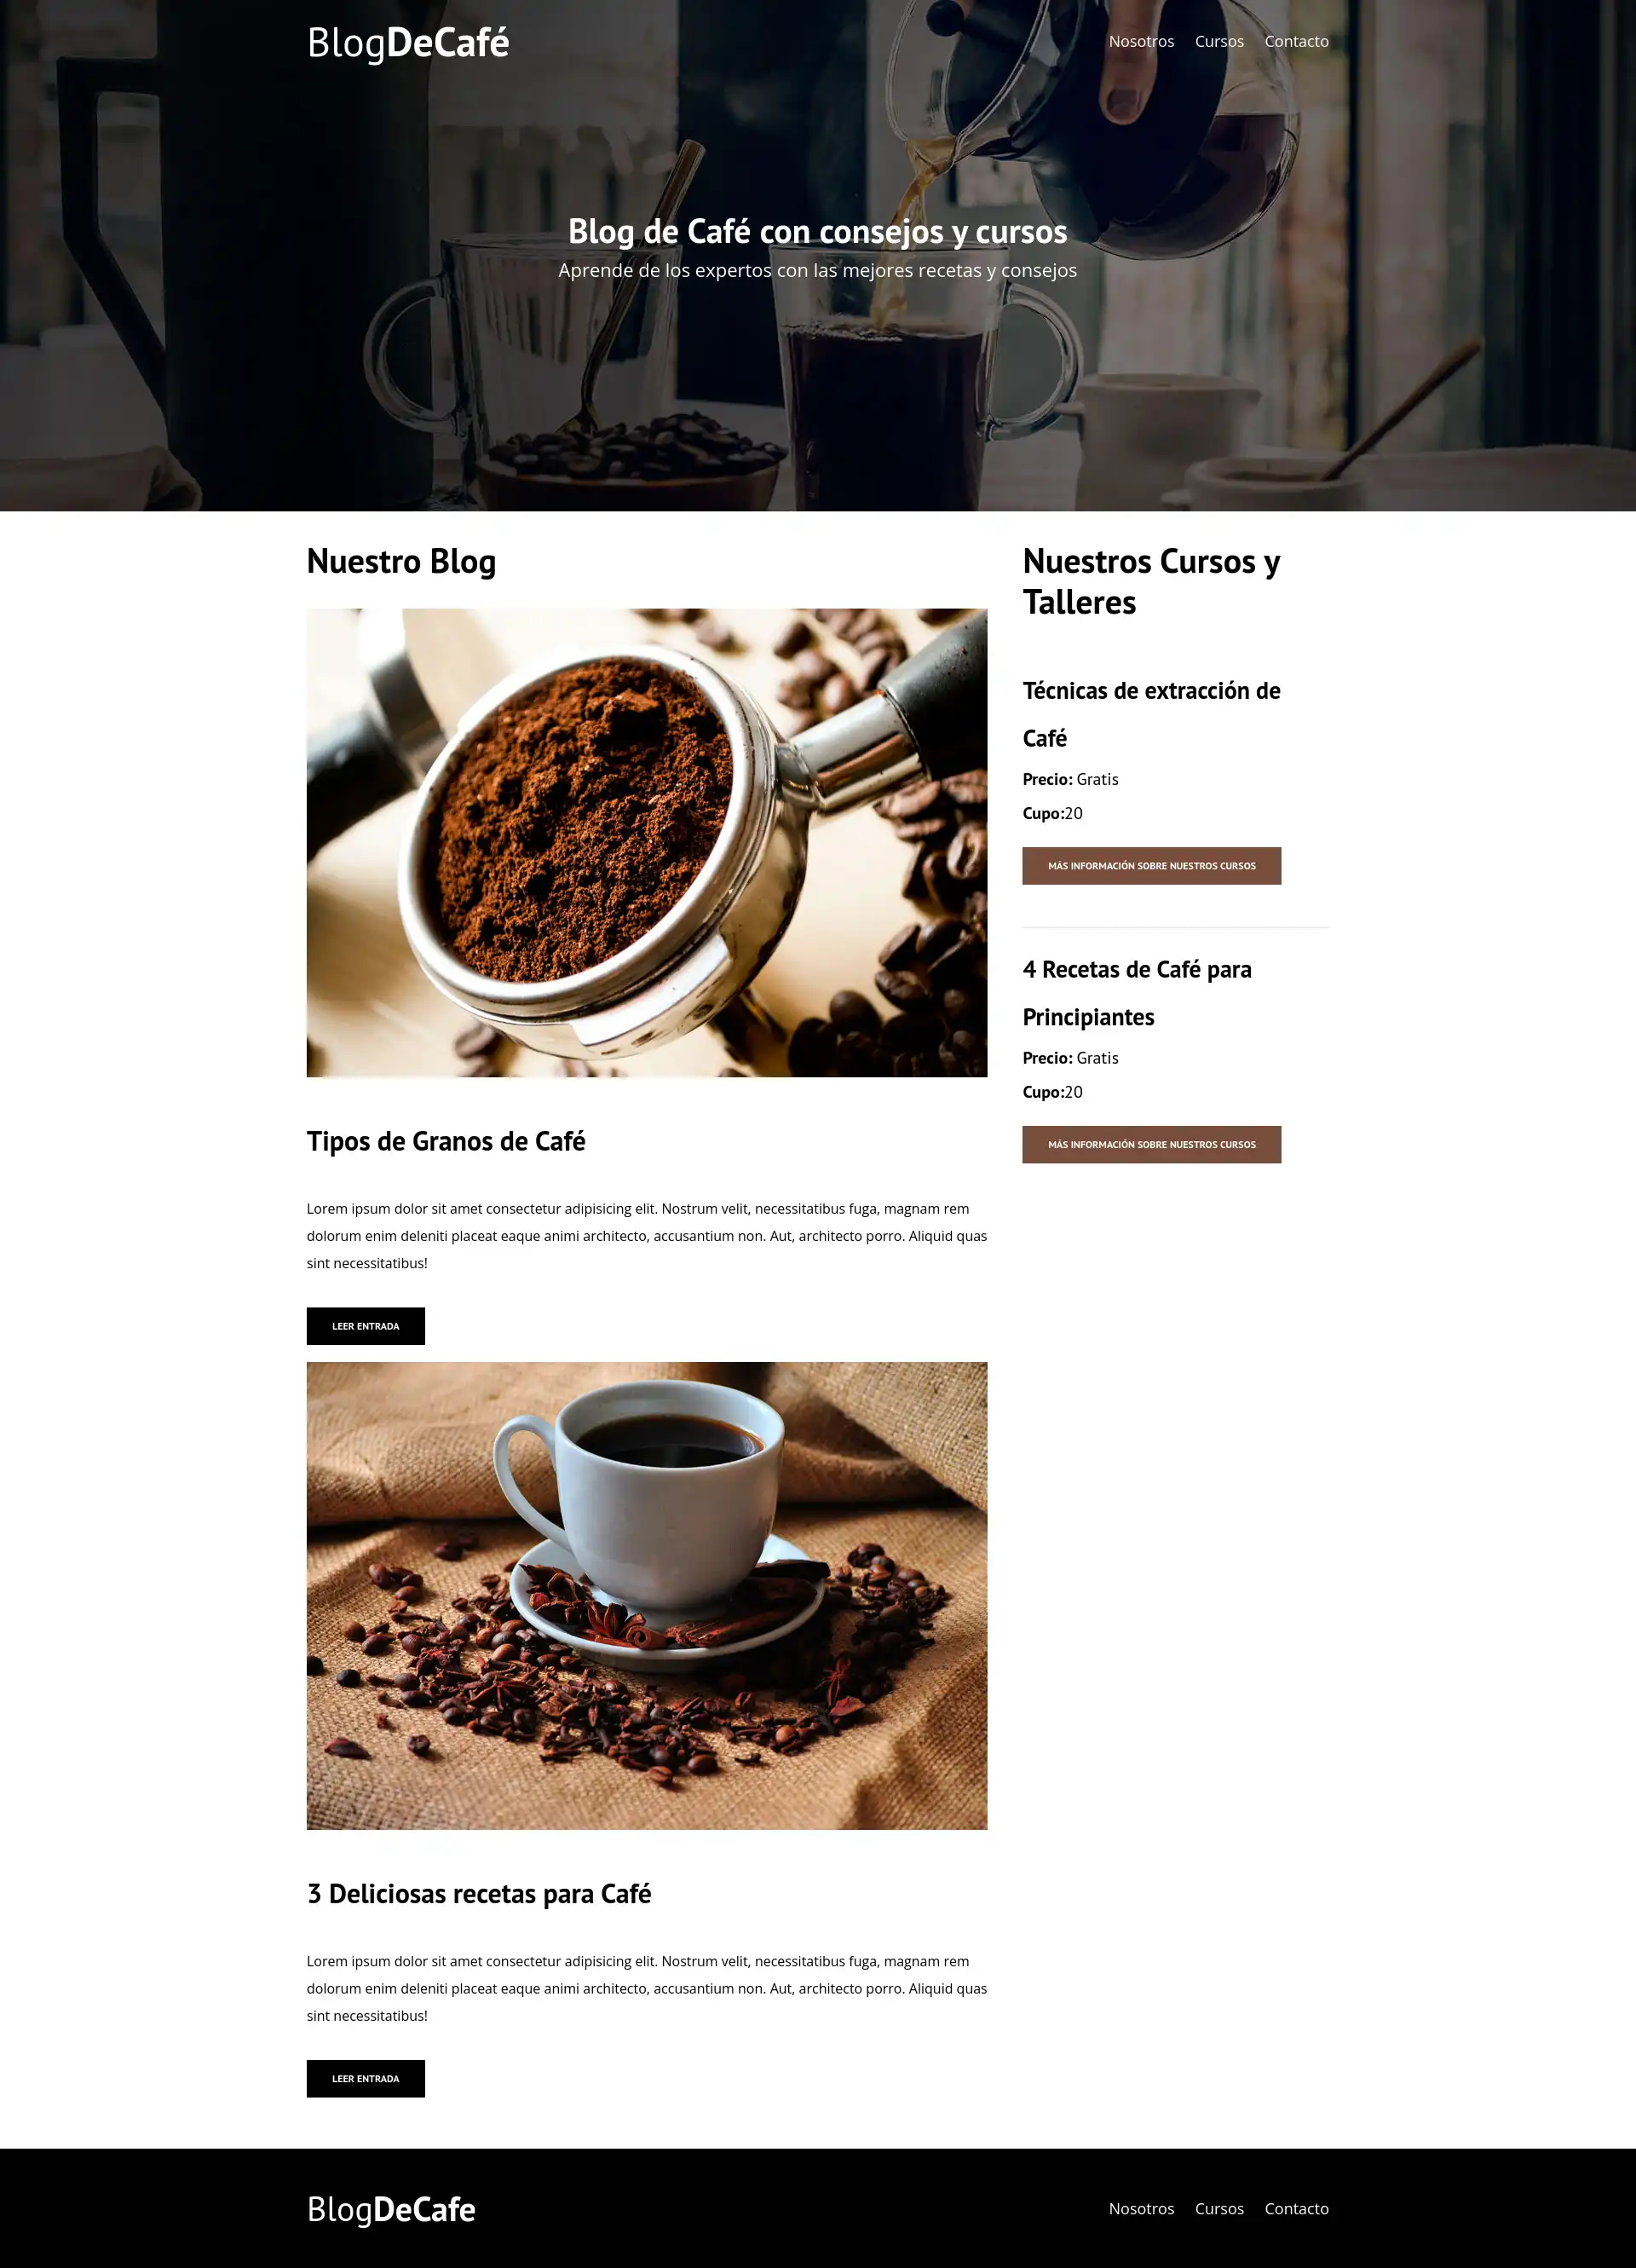 BlogDeCafé
Nosotros Cursos Contacto
Blog de Café con consejos y cursos
Aprende de los expertos con las mejores recetas y consejos
Nuestro Blog
Tipos de Granos de Café
Lorem ipsum dolor sit amet consectetur adipisicing elit. Nostrum velit, necessitatibus fuga, magnam rem
dolorum enim deleniti placeat eaque animi architecto, accusantium non. Aut, architecto porro. Aliquid quas
sint necessitatibus!
LEER ENTRADA
3 Deliciosas recetas para Café
Lorem ipsum dolor sit amet consectetur adipisicing elit. Nostrum velit, necessitatibus fuga, magnam rem
dolorum enim deleniti placeat eaque animi architecto, accusantium non. Aut, architecto porro. Aliquid quas
sint necessitatibus!
LEER ENTRADA
Nuestros Cursos y
Talleres
Técnicas de extracción de
Café
Precio: Gratis
Cupo:20
MÁS INFORMACIÓN SOBRE NUESTROS CURSOS
4 Recetas de Café para
Principiantes
Precio: Gratis
Cupo:20
MÁS INFORMACIÓN SOBRE NUESTROS CURSOS
BlogDeCafe
Nosotros Cursos Contacto